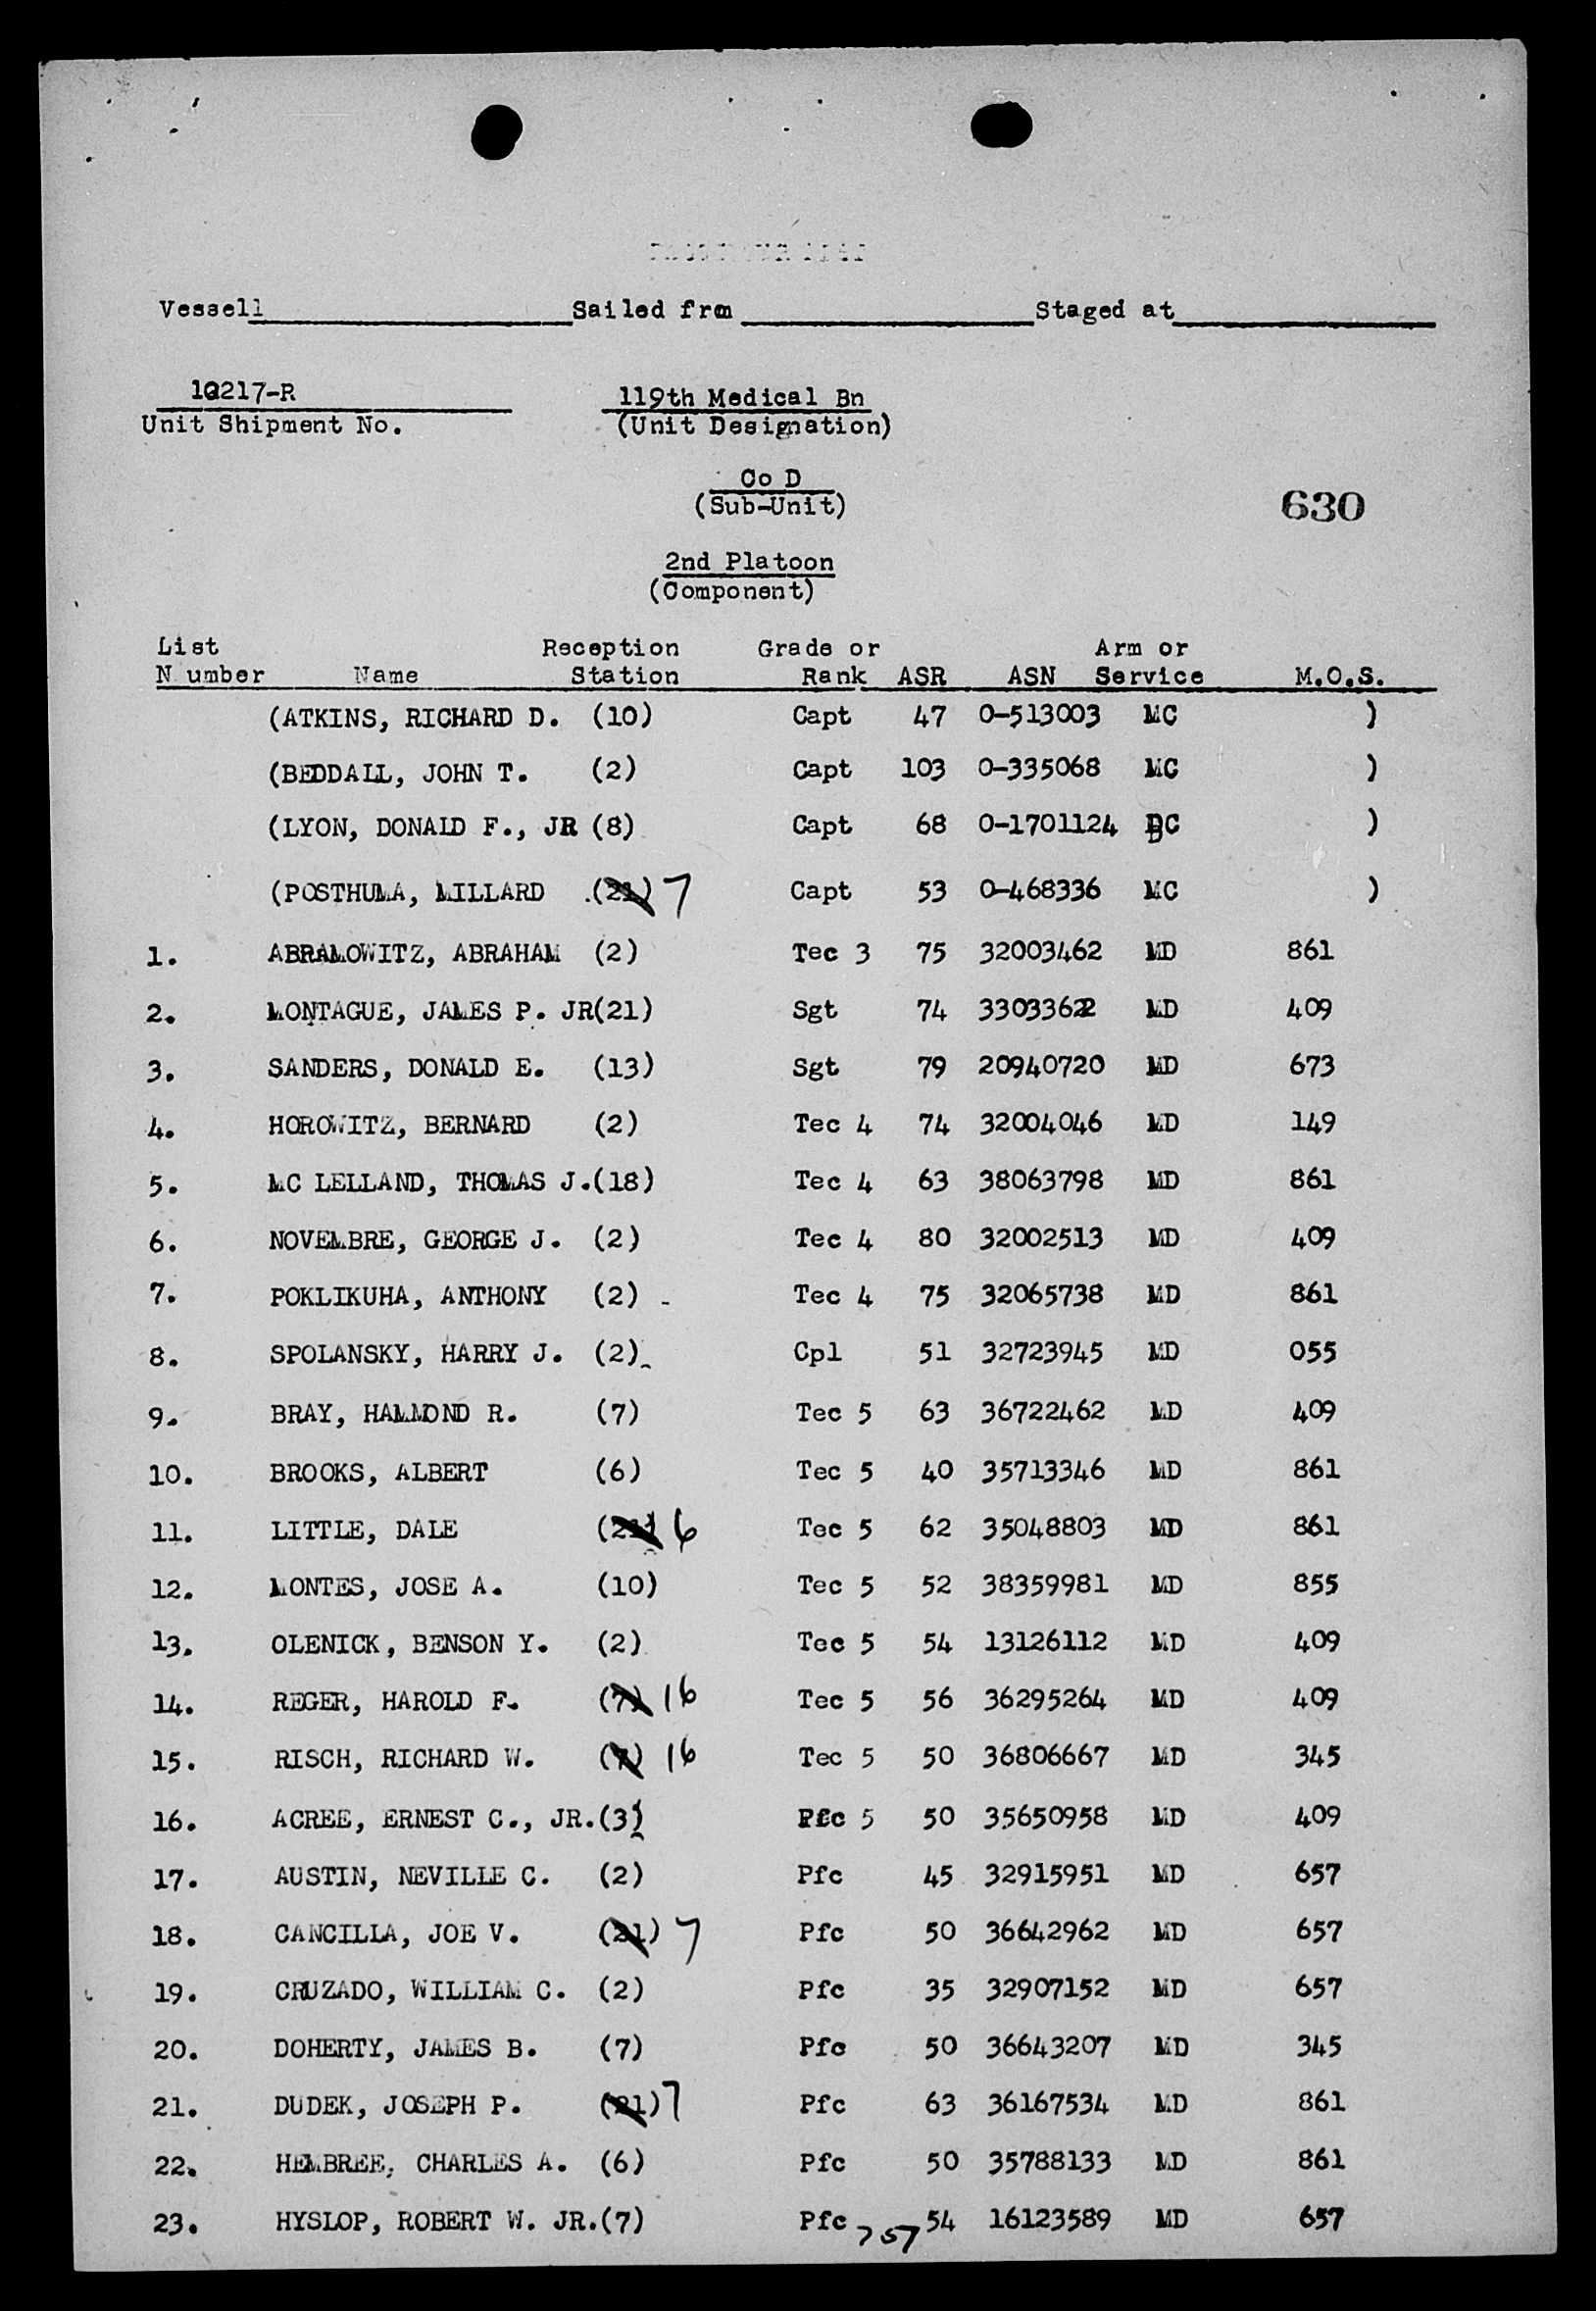 Vessell Sailed from Staged at
10217-R 119th Medical Bn
Unit Shipment No. (Unit Designation)
Co D
(Sub-Unit) 630
2nd Platoon
(Component)
List Reception Grade or Arm or
N umber Name Station Rank ASR ASN Service M.O.S.
(ATKINS, RICHARD D. (10) Capt 47 0-513003 MC )
(BEDDALL, JOHN T. (2) Capt 103 0-335068 MC )
(LYON, DONALD F., JR (8) Capt 68 0-1701124 DC )
(POSTHUMA, MILLARD (21) 7 Capt 53 0-468336 MC )
1. ABRAMOWITZ, ABRAHAM (2) Tec 3 75 32003462 MD 861
2. MONTAGUE, JAMES P. JR(21) Sgt 74 33033622 MD 409
3. SANDERS, DONALD E. (13) Sgt 79 20940720 MD 673
4. HOROWITZ, BERNARD (2) Tec 4 74 32004046 MD 149
5. MC LELLAND, THOMAS J.(18) Tec 4 63 38063798 MD 861
6. NOVEMBRE, GEORGE J. (2) Tec 4 80 32002513 MD 409
7. POKLIKUHA, ANTHONY (2) - Tec 4 75 32065738 MD 861
8. SPOLANSKY, HARRY J. (2) Cpl 51 32723945 MD 055
9. BRAY, HAMMOND R. (7) Tec 5 63 36722462 MD 409
10. BROOKS, ALBERT (6) Tec 5 40 35713346 MD 861
11. LITTLE, DALE (21) 6 Tec 5 62 35048803 MD 861
12. MONTES, JOSE A. (10) Tec 5 52 38359981 MD 855
13. OLENICK, BENSON Y. (2) Tec 5 54 13126112 MD 409
14. REGER, HAROLD F. (7) 16 Tec 5 56 36295264 MD 409
15. RISCH, RICHARD W. (7) 16 Tec 5 50 36806667 MD 345
16. ACREE, ERNEST C., JR.(3) Pfc 5 50 35650958 MD 409
17. AUSTIN, NEVILLE C. (2) Pfc 45 32915951 MD 657
18. CANCILLA, JOE V. (21) 7 Pfc 50 36642962 MD 657
19. CRUZADO, WILLIAM C. (2) Pfc 35 32907152 MD 657
20. DOHERTY, JAMES B. (7) Pfc 50 36643207 MD 345
21. DUDEK, JOSEPH P. (21) 7 Pfc 63 36167534 MD 861
22. HEMBREE, CHARLES A. (6) Pfc 50 35788133 MD 861
23. HYSLOP, ROBERT W. JR.(7) Pfc 54 16123589 MD 657
757